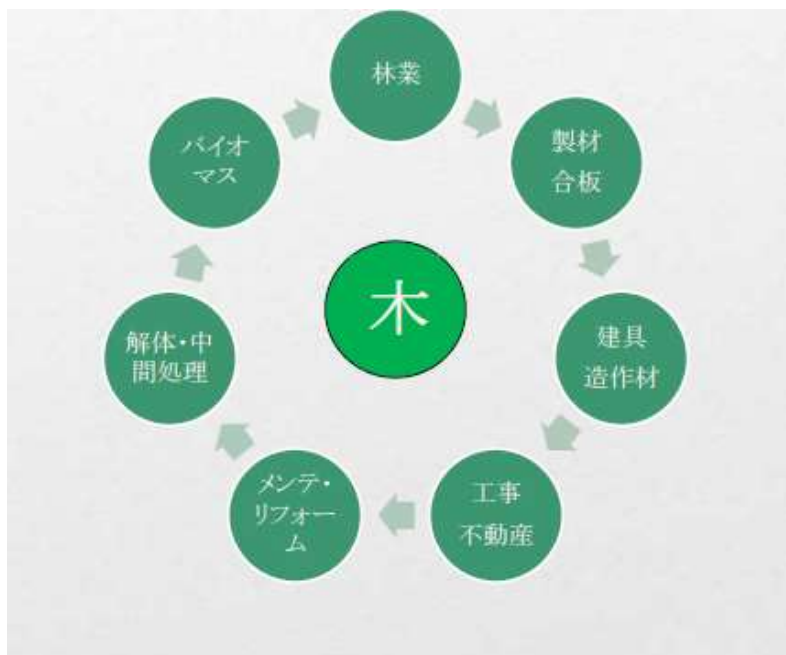 林業
製材
合板
建具
造作材
工事
不動産
メンテ・
リフォー
ム
解体・中
間処理
バイオ
マス
木